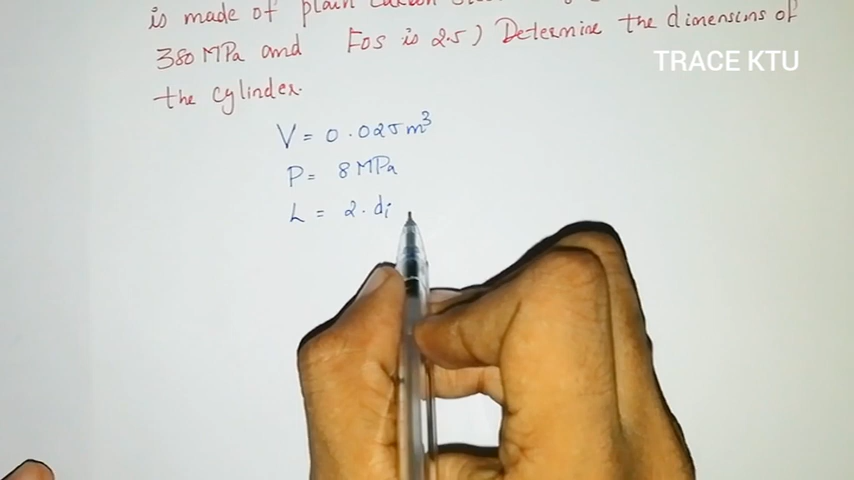 is made of plain carbon
380 MPa and FOS is 2.5) Determine the dimensions of
TRACE KTU
the cylinder.
V = 0.025 m³
P = 8 MPa
L = 2. di